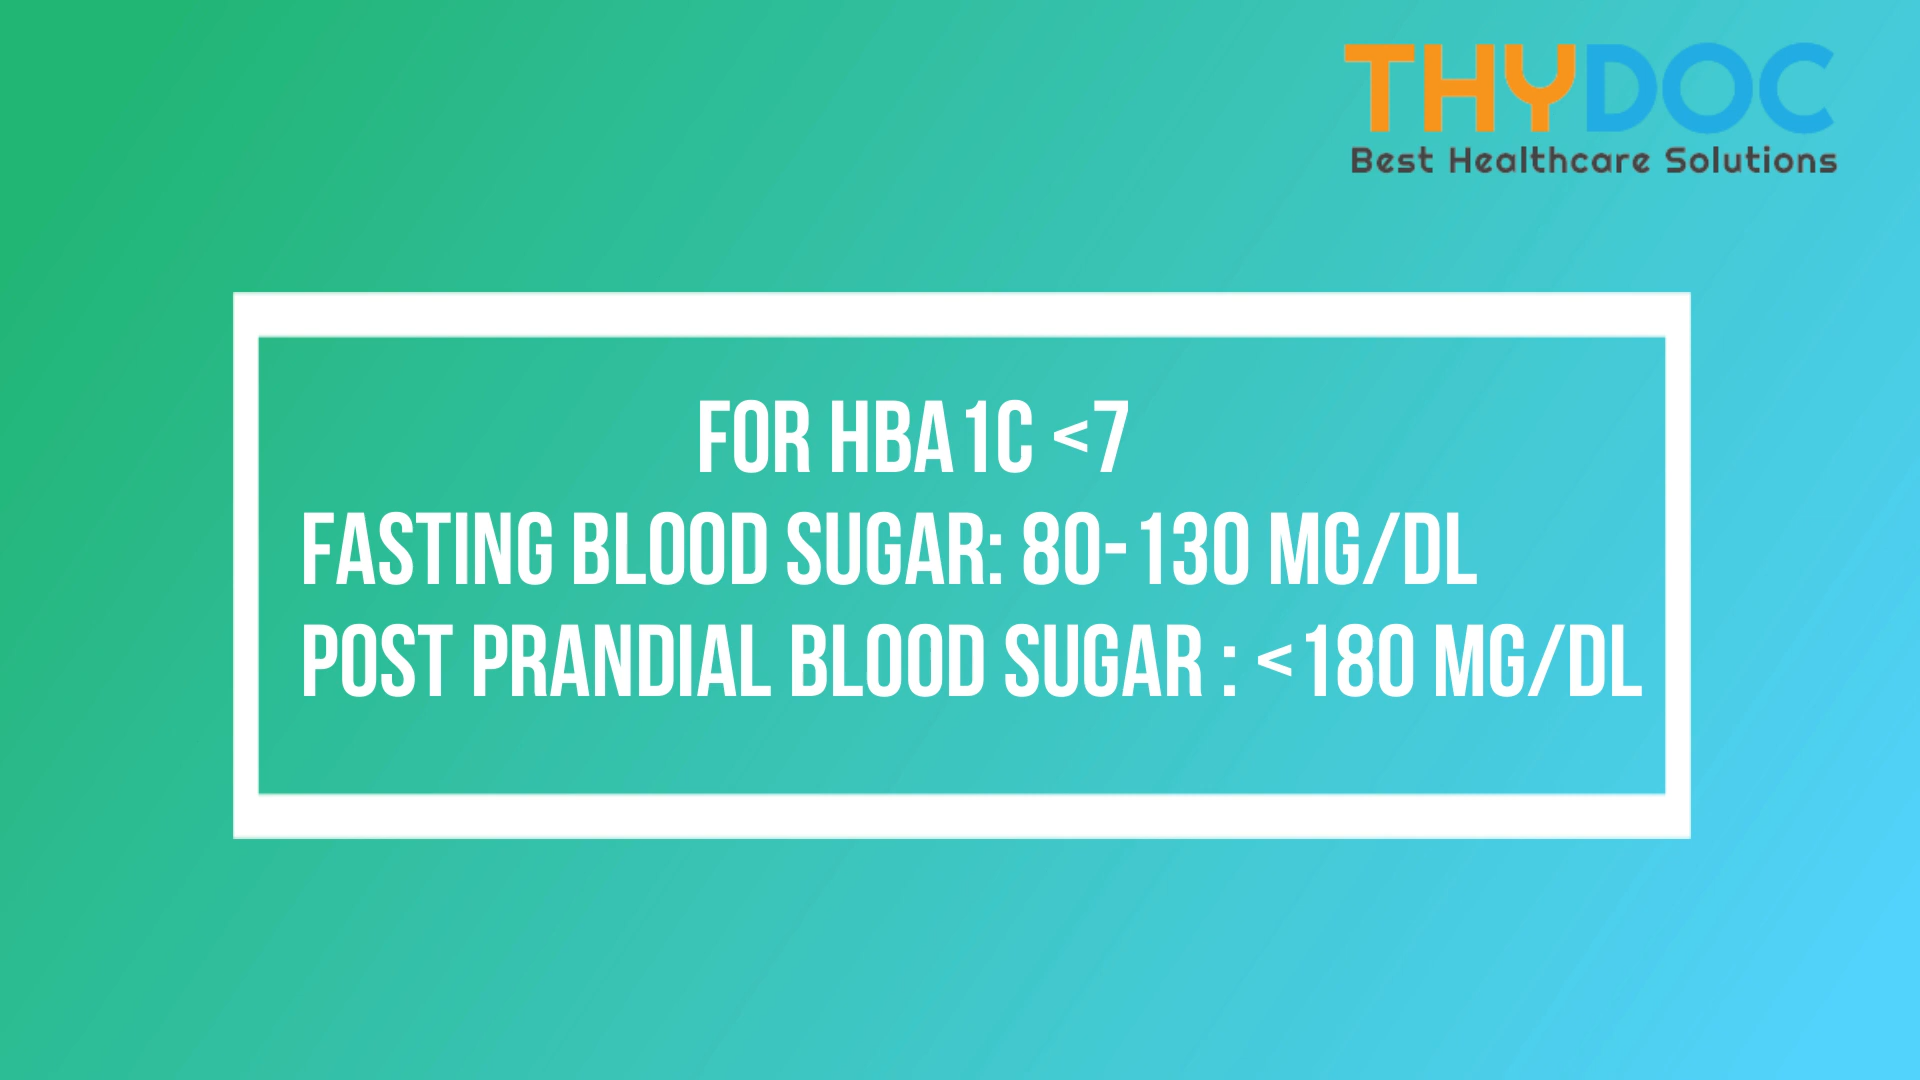 THYDOC
Best Healthcare Solutions
FOR HBA1C <7
FASTING BLOOD SUGAR: 80-130 MG/DL
POST PRANDIAL BLOOD SUGAR : <180 MG/DL